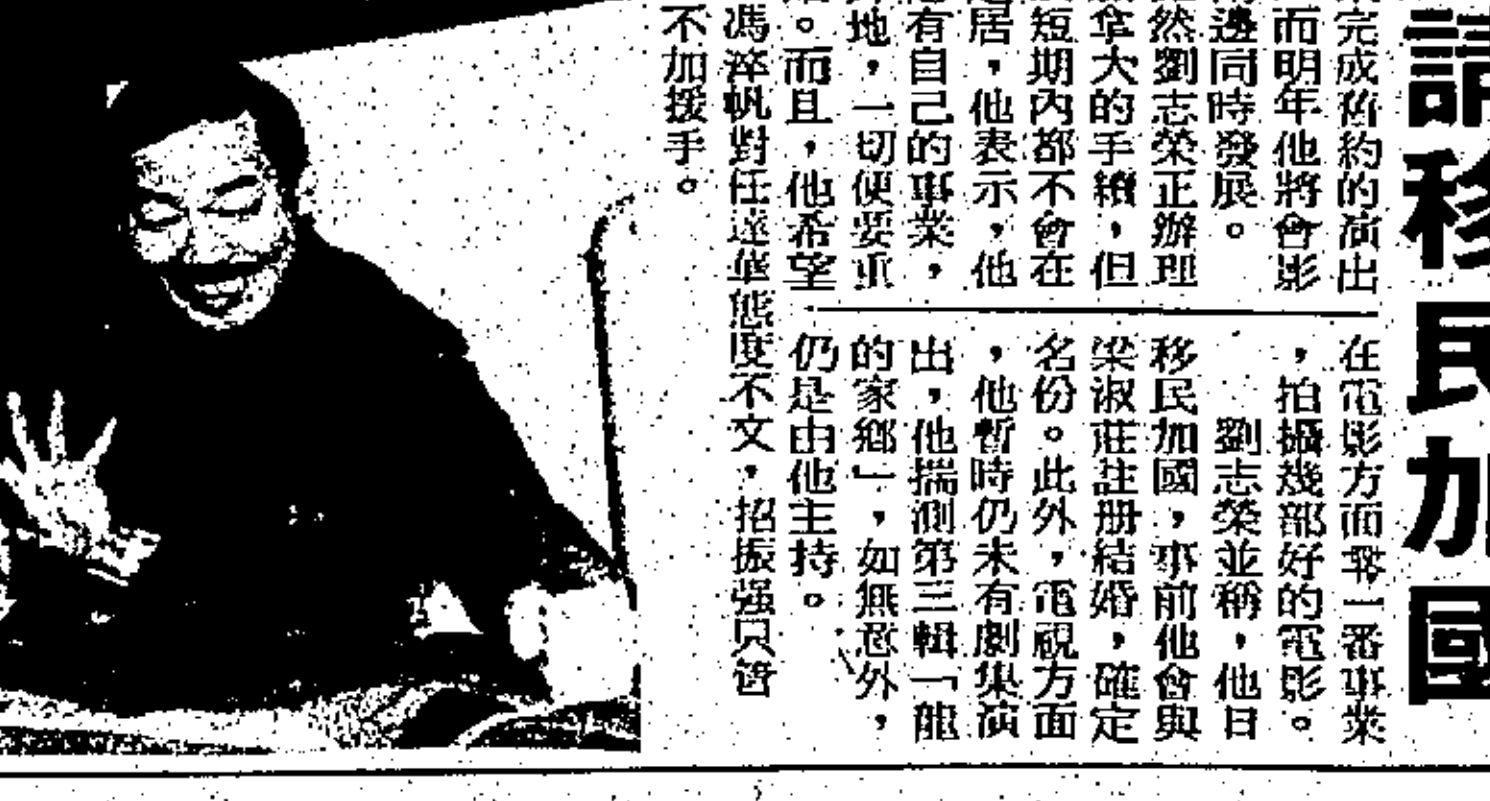 請移民加國
完成舊約的演出
而明年他將會影
邊同時發展。
然劉志榮正辦理
拿大的手續，但
短期內都不會在
居，他表示，他
有自己的事業，
地，一切便要重
。而且，他希望
在電影方面一番事業
，拍攝幾部好的電影。
劉志榮並稱，他日
移民加國，事前他會與
梁淑莊註册結婚，確定
名份。此外，電視方面
，他暫時仍未有劇集演
出，他揣測第三輯「龍
的家鄉」，如無意外，
仍是由他主持。
馮淬帆對任達華態度不文，招振强只管
不加援手。